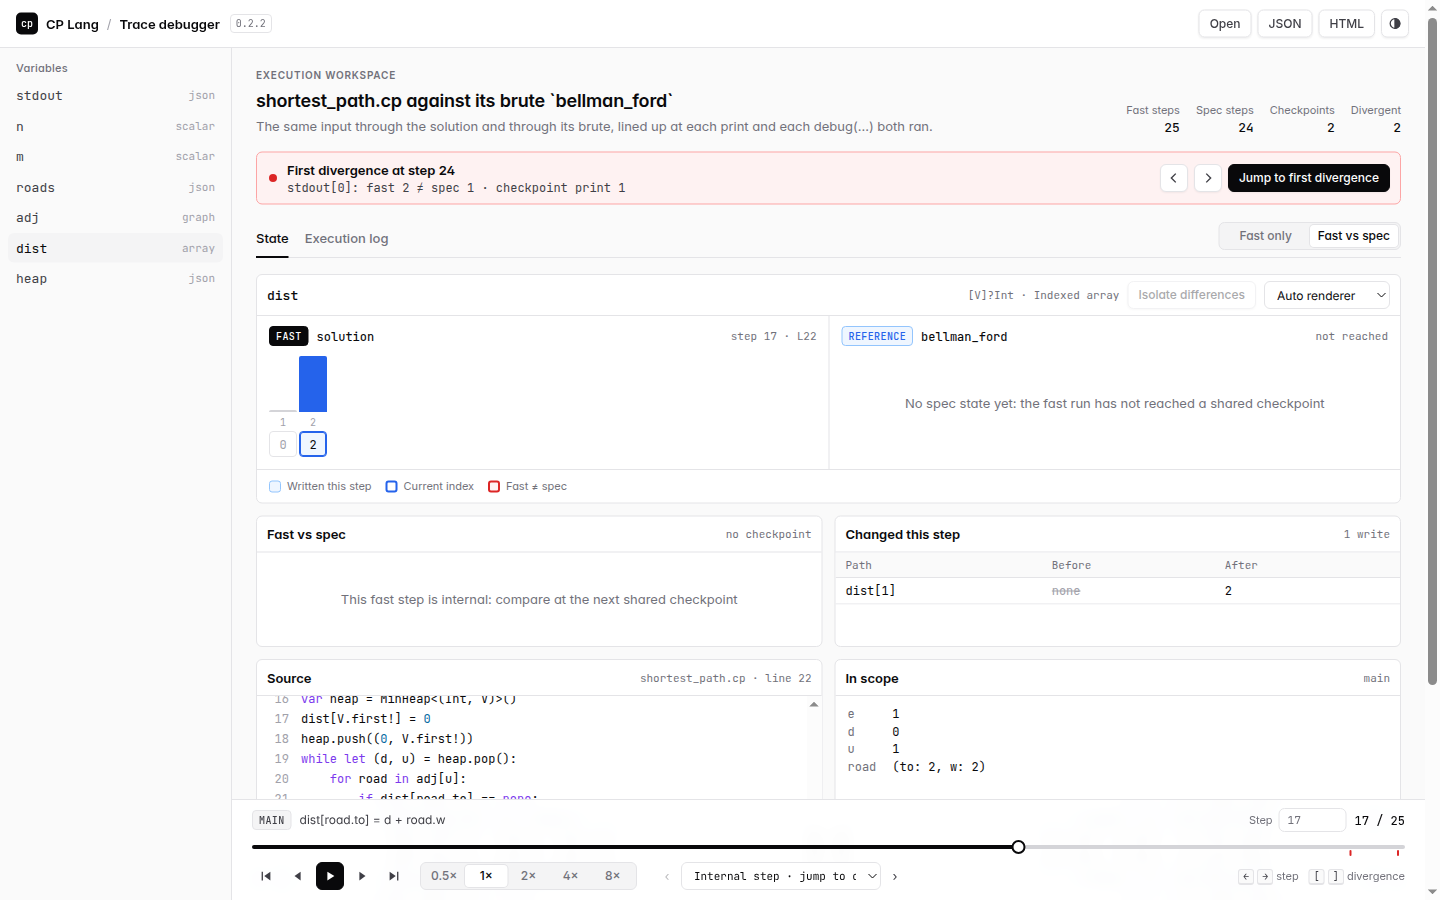 cp CP Lang / Trace debugger 0.2.2 Open JSON HTML
Variables
stdout json
n scalar
m scalar
roads json
adj graph
dist array
heap json
EXECUTION WORKSPACE
shortest_path.cp against its brute `bellman_ford`
The same input through the solution and through its brute, lined up at each print and each debug(...) both ran.
Fast steps Spec steps Checkpoints Divergent
25 24 2 2
First divergence at step 24
stdout[0]: fast 2 ≠ spec 1 · checkpoint print 1
Jump to first divergence
State Execution log Fast only Fast vs spec
dist [V]?Int · Indexed array Isolate differences Auto renderer
FAST solution step 17 · L22
1 2
0 2
REFERENCE bellman_ford not reached
No spec state yet: the fast run has not reached a shared checkpoint
Written this step Current index Fast ≠ spec
Fast vs spec no checkpoint
This fast step is internal: compare at the next shared checkpoint
Changed this step 1 write
Path Before After
dist[1] none 2
Source shortest_path.cp · line 22
16 var heap = MinHeap<(Int, V)>()
17 dist[V.first!] = 0
18 heap.push((0, V.first!))
19 while let (d, u) = heap.pop():
20 for road in adj[u]:
21 if dist[road.to] == none:
In scope main
e 1
d 0
u 1
road (to: 2, w: 2)
MAIN dist[road.to] = d + road.w Step 17 17 / 25
0.5× 1× 2× 4× 8× ‹ Internal step · jump to c › ← → step [ ] divergence